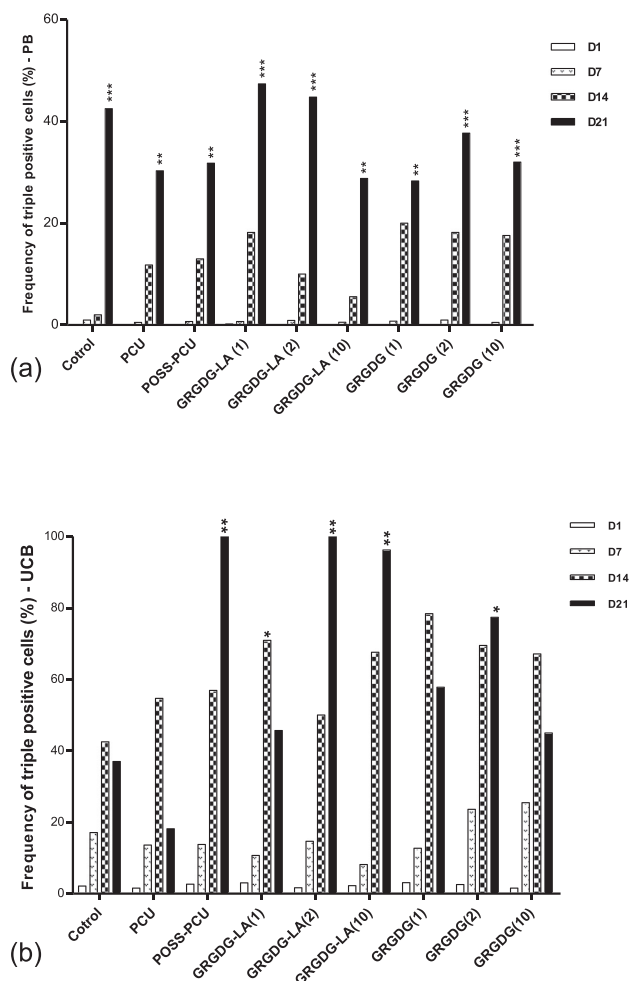 Frequency of triple positive cells (%) - PB
60
40
20
0
***
**
**
***
***
**
**
***
***
D1
D7
D14
D21
Cotrol
PCU
POSS-PCU
GRGDG-LA (1)
GRGDG-LA (2)
GRGDG-LA (10)
GRGDG (1)
GRGDG (2)
GRGDG (10)
(a)
Frequency of triple positive cells (%) - UCB
100
80
60
40
20
0
**
*
**
**
*
D1
D7
D14
D21
Cotrol
PCU
POSS-PCU
GRGDG-LA(1)
GRGDG-LA(2)
GRGDG-LA(10)
GRGDG(1)
GRGDG(2)
GRGDG(10)
(b)